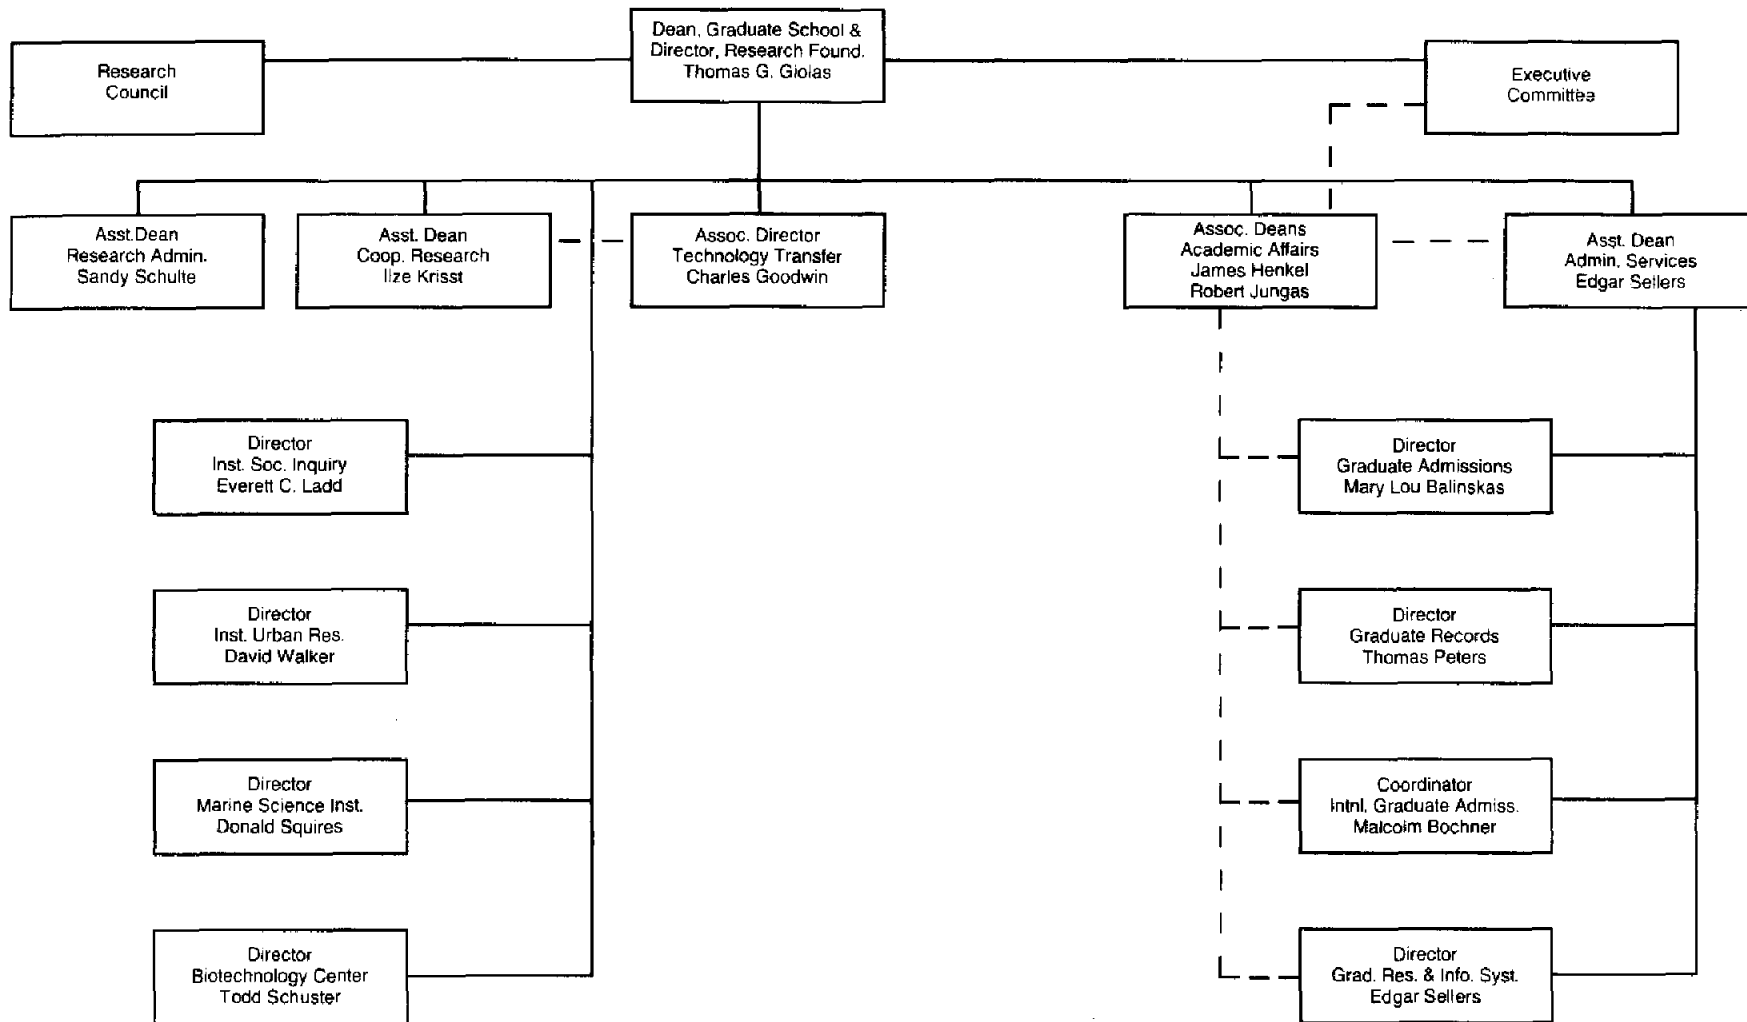 Dean, Graduate School &
Director, Research Found.
Thomas G. Giolas
Research
Council
Executive
Committee
Asst.Dean
Research Admin.
Sandy Schulte
Asst. Dean
Coop. Research
Ilze Krisst
Assoc. Director
Technology Transfer
Charles Goodwin
Assoc. Deans
Academic Affairs
James Henkel
Robert Jungas
Asst. Dean
Admin. Services
Edgar Sellers
Director
Inst. Soc. Inquiry
Everett C. Ladd
Director
Graduate Admissions
Mary Lou Balinskas
Director
Inst. Urban Res.
David Walker
Director
Graduate Records
Thomas Peters
Director
Marine Science Inst.
Donald Squires
Coordinator
Intnl. Graduate Admiss.
Malcolm Bochner
Director
Biotechnology Center
Todd Schuster
Director
Grad. Res. & Info. Syst.
Edgar Sellers